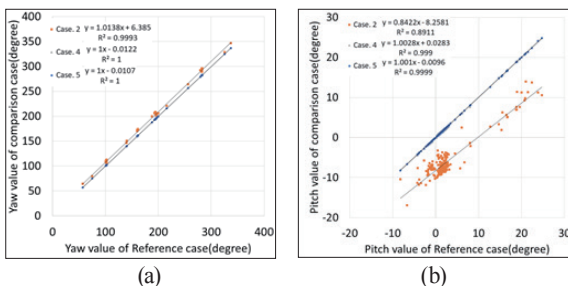 Yaw value of comparison case(degree)
400
350
300
250
200
150
100
50
0
Case. 2 y = 1.0138x + 6.385
R² = 0.9993
Case. 4 y = 1x - 0.0122
R² = 1
Case. 5 y = 1x - 0.0107
R² = 1
0 100 200 300 400
Yaw value of Reference case(degree)
(a)
Pitch value of comparison case(degree)
30
20
10
0
-10
-20
Case. 2 y = 0.8422x - 8.2581
R² = 0.8911
Case. 4 y = 1.0028x + 0.0283
R² = 0.999
Case. 5 y = 1.001x - 0.0096
R² = 0.9999
-20 -10 0 10 20 30
Pitch value of Reference case(degree)
(b)